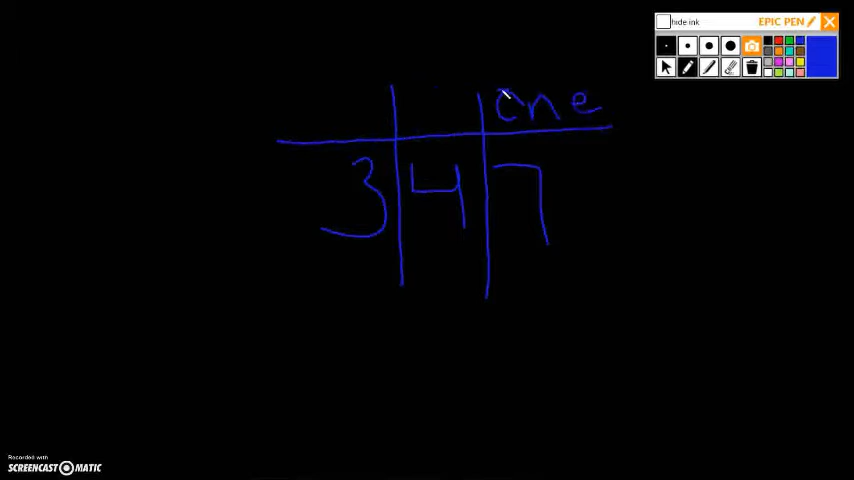 hide ink
EPIC PEN
one
3 4 7
Recorded with
SCREENCAST MATIC